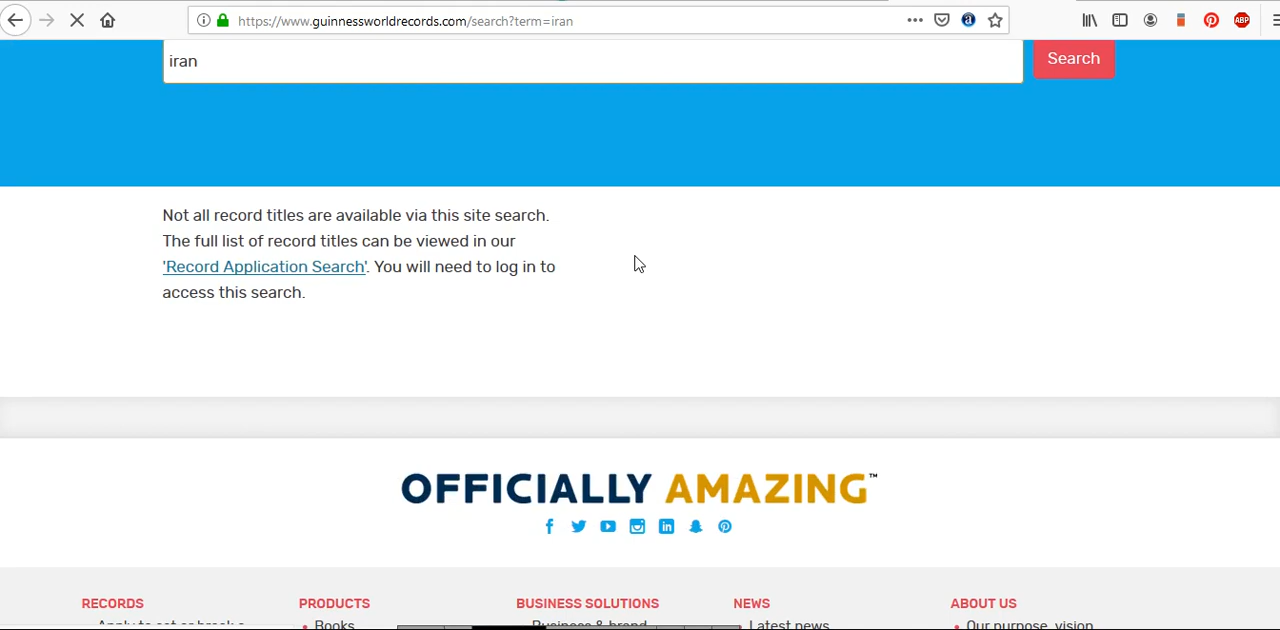 https://www.guinnessworldrecords.com/search?term=iran
ABP
iran
Search
Not all record titles are available via this site search.
The full list of record titles can be viewed in our
'Record Application Search'. You will need to log in to
access this search.
OFFICIALLY AMAZING™
RECORDS PRODUCTS BUSINESS SOLUTIONS NEWS ABOUT US
Apply to set or break a Books Business & brand Latest news Our purpose, vision